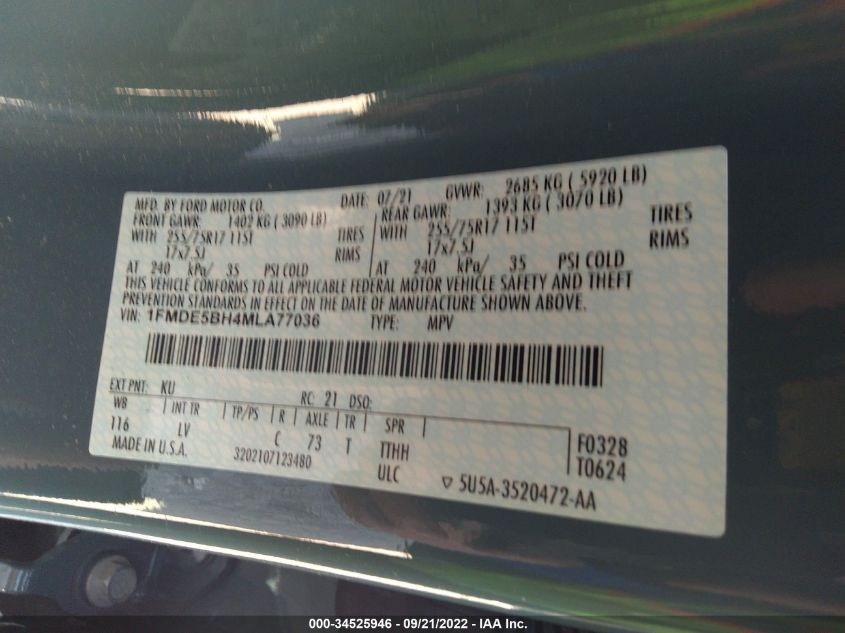 MFD. BY FORD MOTOR CO. DATE: 07/21 GVWR: 2685 KG ( 5920 LB)
FRONT GAWR: 1402 KG ( 3090 LB) REAR GAWR: 1393 KG ( 3070 LB)
WITH 255/75R17 115T TIRES WITH 255/75R17 115T TIRES
17x7.5J RIMS 17x7.5J RIMS
AT 240 kPa/ 35 PSI COLD AT 240 kPa/ 35 PSI COLD
THIS VEHICLE CONFORMS TO ALL APPLICABLE FEDERAL MOTOR VEHICLE SAFETY AND THEFT
PREVENTION STANDARDS IN EFFECT ON THE DATE OF MANUFACTURE SHOWN ABOVE.
VIN: 1FMDE5BH4MLA77036 TYPE: MPV
EXT PNT: KU RC: 21 DSO:
WB INT TR TP/PS R AXLE TR SPR F0328
116 LV C 73 T TTHH T0624
MADE IN U.S.A. 3202107123480 ULC 5U5A-3520472-AA
000-34525946 - 09/21/2022 - IAA Inc.